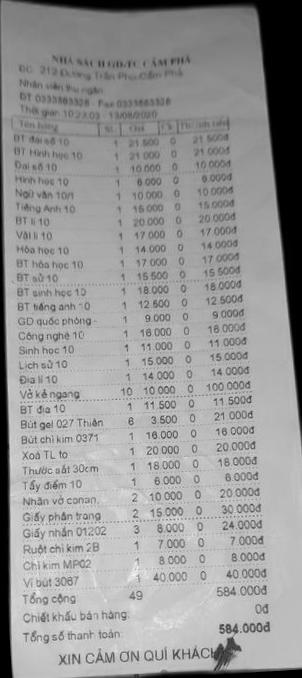 NHÀ SÁCH GD-TC CẨM PHẢ
ĐC: 212 Đường Trần Phú-Cẩm Phả
Nhân viên thu ngân
ĐT 0333863328 - Fax 0333863328
Thời gian: 10:23:03 - 13/08/2020
Tên hàng SL Giá Ck Thành tiền
BT đại số 10 1 21.500 0 21.500đ
BT Hình học 10 1 21.000 0 21.000đ
Đại số 10 1 10.000 0 10.000đ
Hình học 10 1 6.000 0 6.000đ
Ngữ văn 10/1 1 10.000 0 10.000đ
Tiếng Anh 10 1 15.000 0 15.000đ
BT lí 10 1 20.000 0 20.000đ
Vật lí 10 1 17.000 0 17.000đ
Hóa học 10 1 14.000 0 14.000đ
BT hóa học 10 1 17.000 0 17.000đ
BT sử 10 1 15.500 0 15.500đ
BT sinh học 10 1 18.000 0 18.000đ
BT tiếng anh 10 1 12.500 0 12.500đ
GD quốc phòng - 1 9.000 0 9.000đ
Công nghệ 10 1 16.000 0 16.000đ
Sinh học 10 1 11.000 0 11.000đ
Lịch sử 10 1 15.000 0 15.000đ
Địa lí 10 1 14.000 0 14.000đ
Vở kẻ ngang 10 10.000 0 100.000đ
BT địa 10 1 11.500 0 11.500đ
Bút gel 027 Thiên 6 3.500 0 21.000đ
Bút chì kim 0371 1 16.000 0 16.000đ
Xoá TL to 1 20.000 0 20.000đ
Thước sắt 30cm 1 18.000 0 18.000đ
Tẩy điểm 10 1 6.000 0 6.000đ
Nhãn vở conan, 2 10.000 0 20.000đ
Giấy phân trang 2 15.000 0 30.000đ
Giấy nhắn 01202 3 8.000 0 24.000đ
Ruột chì kim 2B 1 7.000 0 7.000đ
Chì kim MP02 1 8.000 0 8.000đ
Ví bút 3067 1 40.000 0 40.000đ
Tổng cộng 49 584.000đ
Chiết khấu bán hàng: 0đ
Tổng số thanh toán: 584.000đ
XIN CẢM ƠN QUÍ KHÁCH